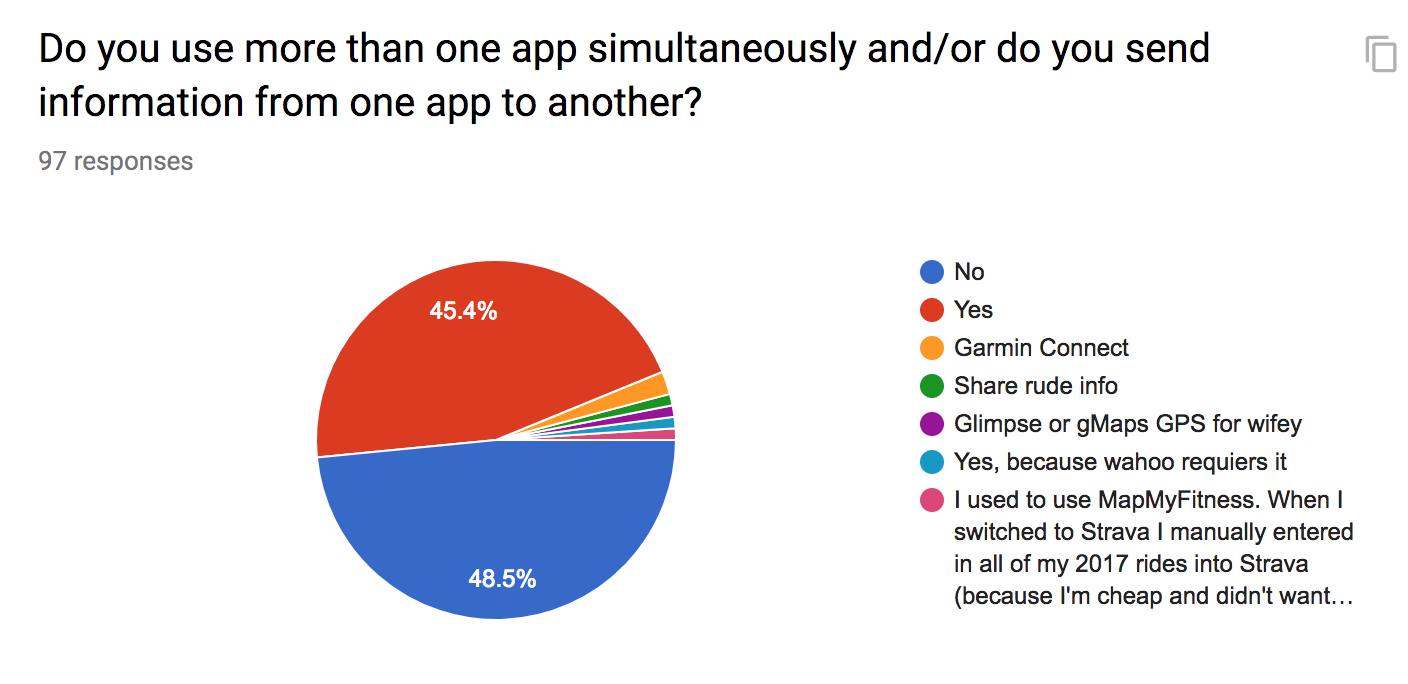 Do you use more than one app simultaneously and/or do you send
information from one app to another?
97 responses
45.4%
48.5%
No
Yes
Garmin Connect
Share rude info
Glimpse or gMaps GPS for wifey
Yes, because wahoo requiers it
I used to use MapMyFitness. When I
switched to Strava I manually entered
in all of my 2017 rides into Strava
(because I'm cheap and didn't want…